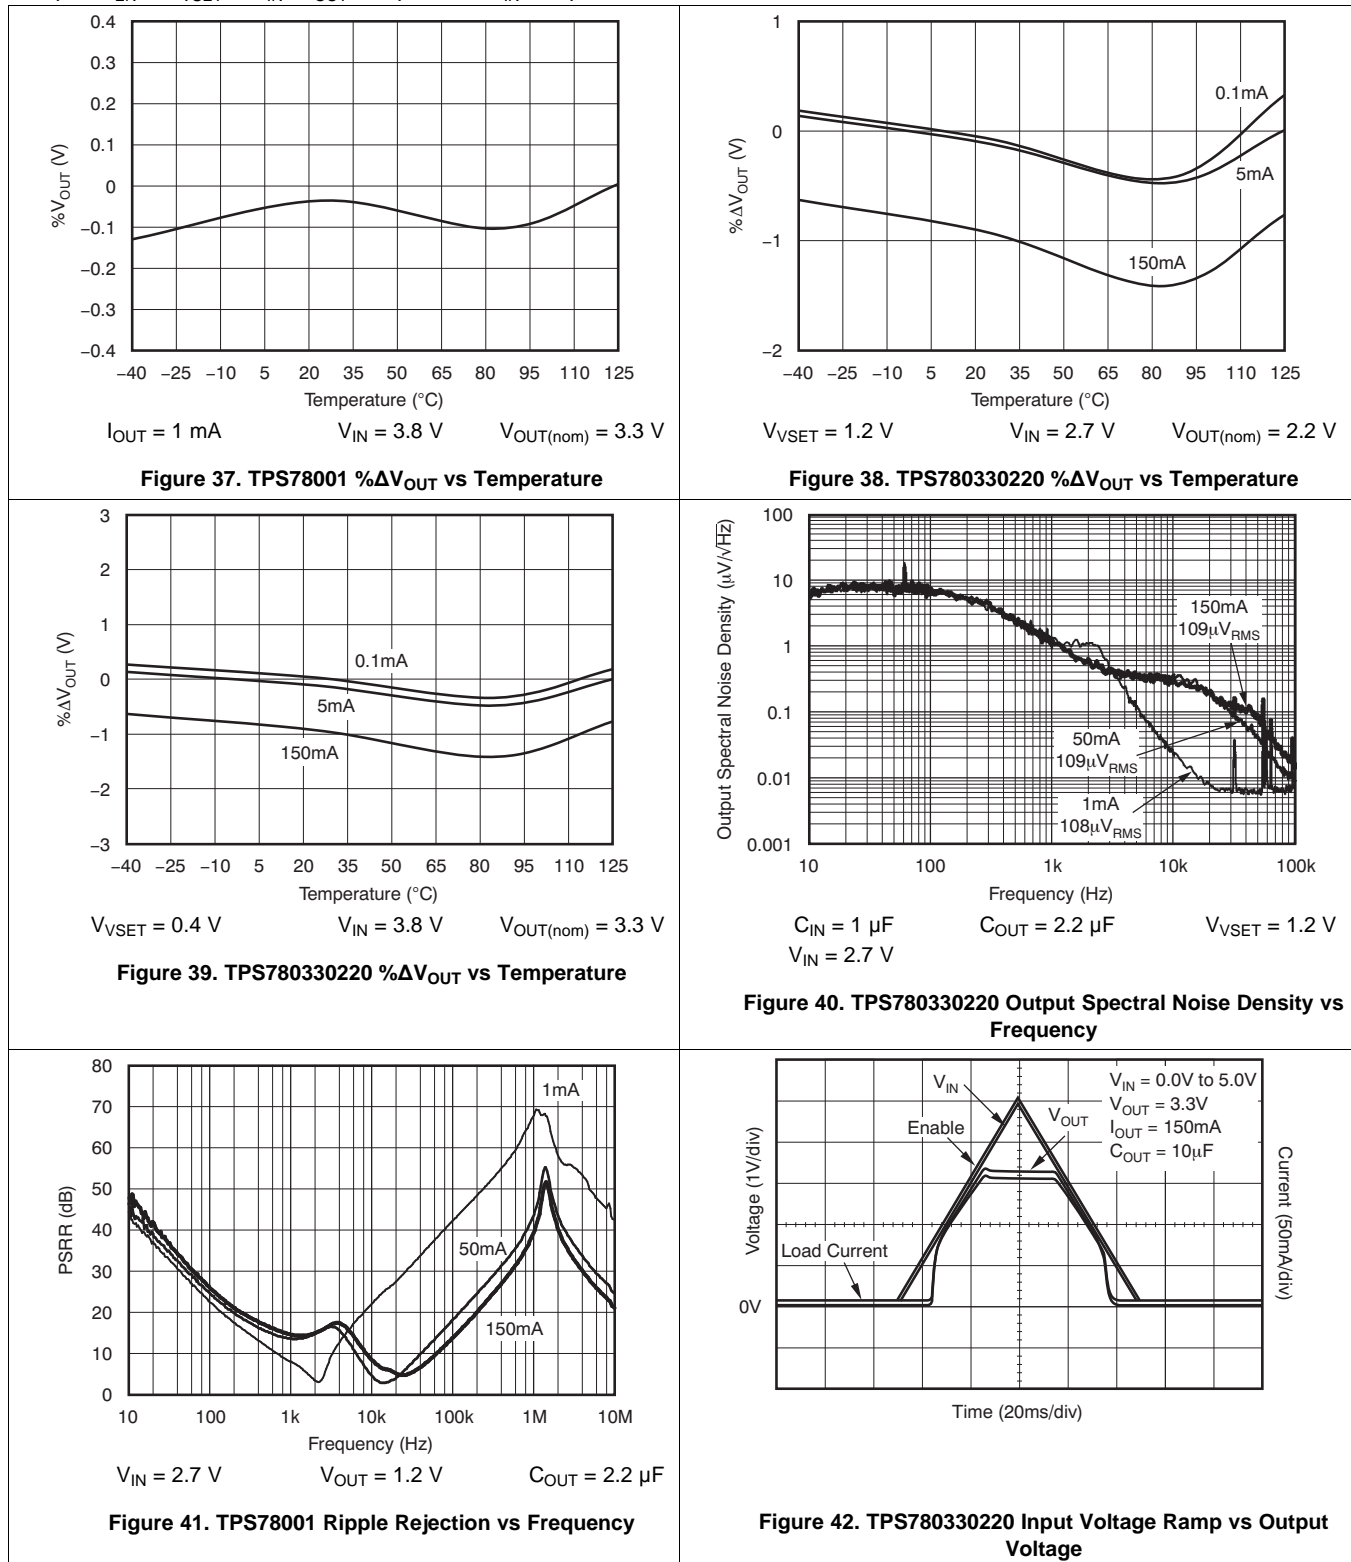 0.4
0.3
0.2
0.1
0
−0.1
−0.2
−0.3
−0.4
%V_OUT (V)
−40 −25 −10 5 20 35 50 65 80 95 110 125
Temperature (°C)
I_OUT = 1 mA V_IN = 3.8 V V_OUT(nom) = 3.3 V
Figure 37. TPS78001 %ΔV_OUT vs Temperature
1
0
−1
−2
%ΔV_OUT (V)
0.1mA
5mA
150mA
−40 −25 −10 5 20 35 50 65 80 95 110 125
Temperature (°C)
V_VSET = 1.2 V V_IN = 2.7 V V_OUT(nom) = 2.2 V
Figure 38. TPS780330220 %ΔV_OUT vs Temperature
3
2
1
0
−1
−2
−3
%ΔV_OUT (V)
0.1mA
5mA
150mA
−40 −25 −10 5 20 35 50 65 80 95 110 125
Temperature (°C)
V_VSET = 0.4 V V_IN = 3.8 V V_OUT(nom) = 3.3 V
Figure 39. TPS780330220 %ΔV_OUT vs Temperature
100
10
1
0.1
0.01
0.001
Output Spectral Noise Density (μV/√Hz)
150mA
109μV_RMS
50mA
109μV_RMS
1mA
108μV_RMS
10 100 1k 10k 100k
Frequency (Hz)
C_IN = 1 μF C_OUT = 2.2 μF V_VSET = 1.2 V
V_IN = 2.7 V
Figure 40. TPS780330220 Output Spectral Noise Density vs
Frequency
80
70
60
50
40
30
20
10
0
PSRR (dB)
1mA
50mA
150mA
10 100 1k 10k 100k 1M 10M
Frequency (Hz)
V_IN = 2.7 V V_OUT = 1.2 V C_OUT = 2.2 μF
Figure 41. TPS78001 Ripple Rejection vs Frequency
V_IN
Enable
V_OUT
V_IN = 0.0V to 5.0V
V_OUT = 3.3V
I_OUT = 150mA
C_OUT = 10μF
Voltage (1V/div)
Current (50mA/div)
Load Current
0V
Time (20ms/div)
Figure 42. TPS780330220 Input Voltage Ramp vs Output
Voltage